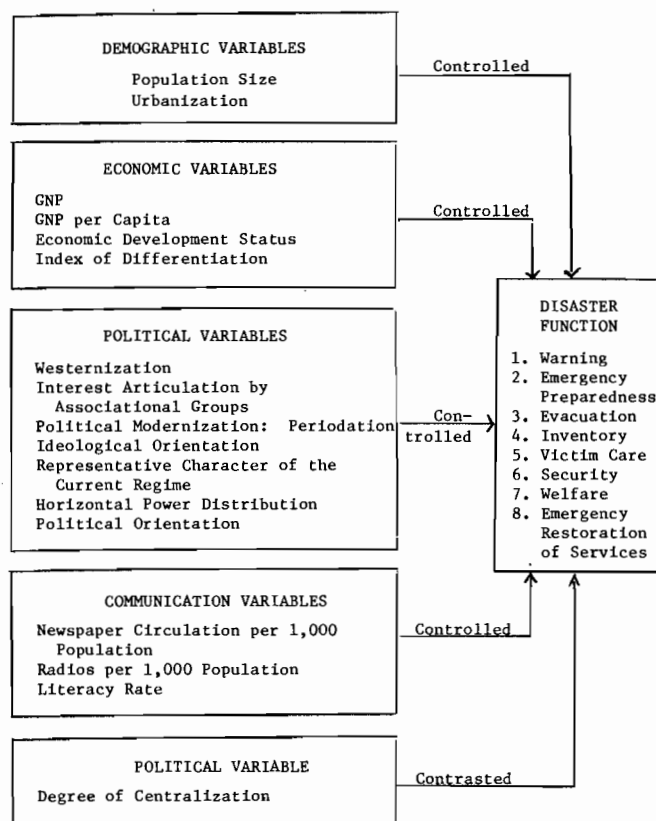 DEMOGRAPHIC VARIABLES
Population Size
Urbanization
Controlled
ECONOMIC VARIABLES
GNP
GNP per Capita
Economic Development Status
Index of Differentiation
Controlled
POLITICAL VARIABLES
Westernization
Interest Articulation by
Associational Groups
Political Modernization: Periodation
Ideological Orientation
Representative Character of the
Current Regime
Horizontal Power Distribution
Political Orientation
Con-
trolled
COMMUNICATION VARIABLES
Newspaper Circulation per 1,000
Population
Radios per 1,000 Population
Literacy Rate
Controlled
POLITICAL VARIABLE
Degree of Centralization
Contrasted
DISASTER
FUNCTION
1. Warning
2. Emergency
Preparedness
3. Evacuation
4. Inventory
5. Victim Care
6. Security
7. Welfare
8. Emergency
Restoration
of Services